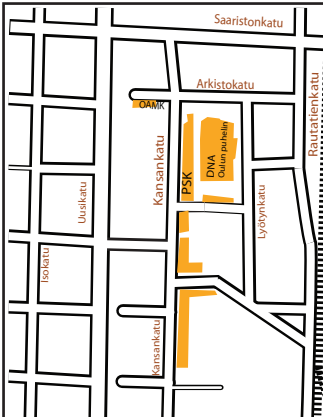 Saaristonkatu
Arkistokatu
Rautatienkatu
OAMK
Kansankatu
PSK
DNA
Oulun puhelin
Uusikatu
Lyötynkatu
Isokatu
Kansankatu